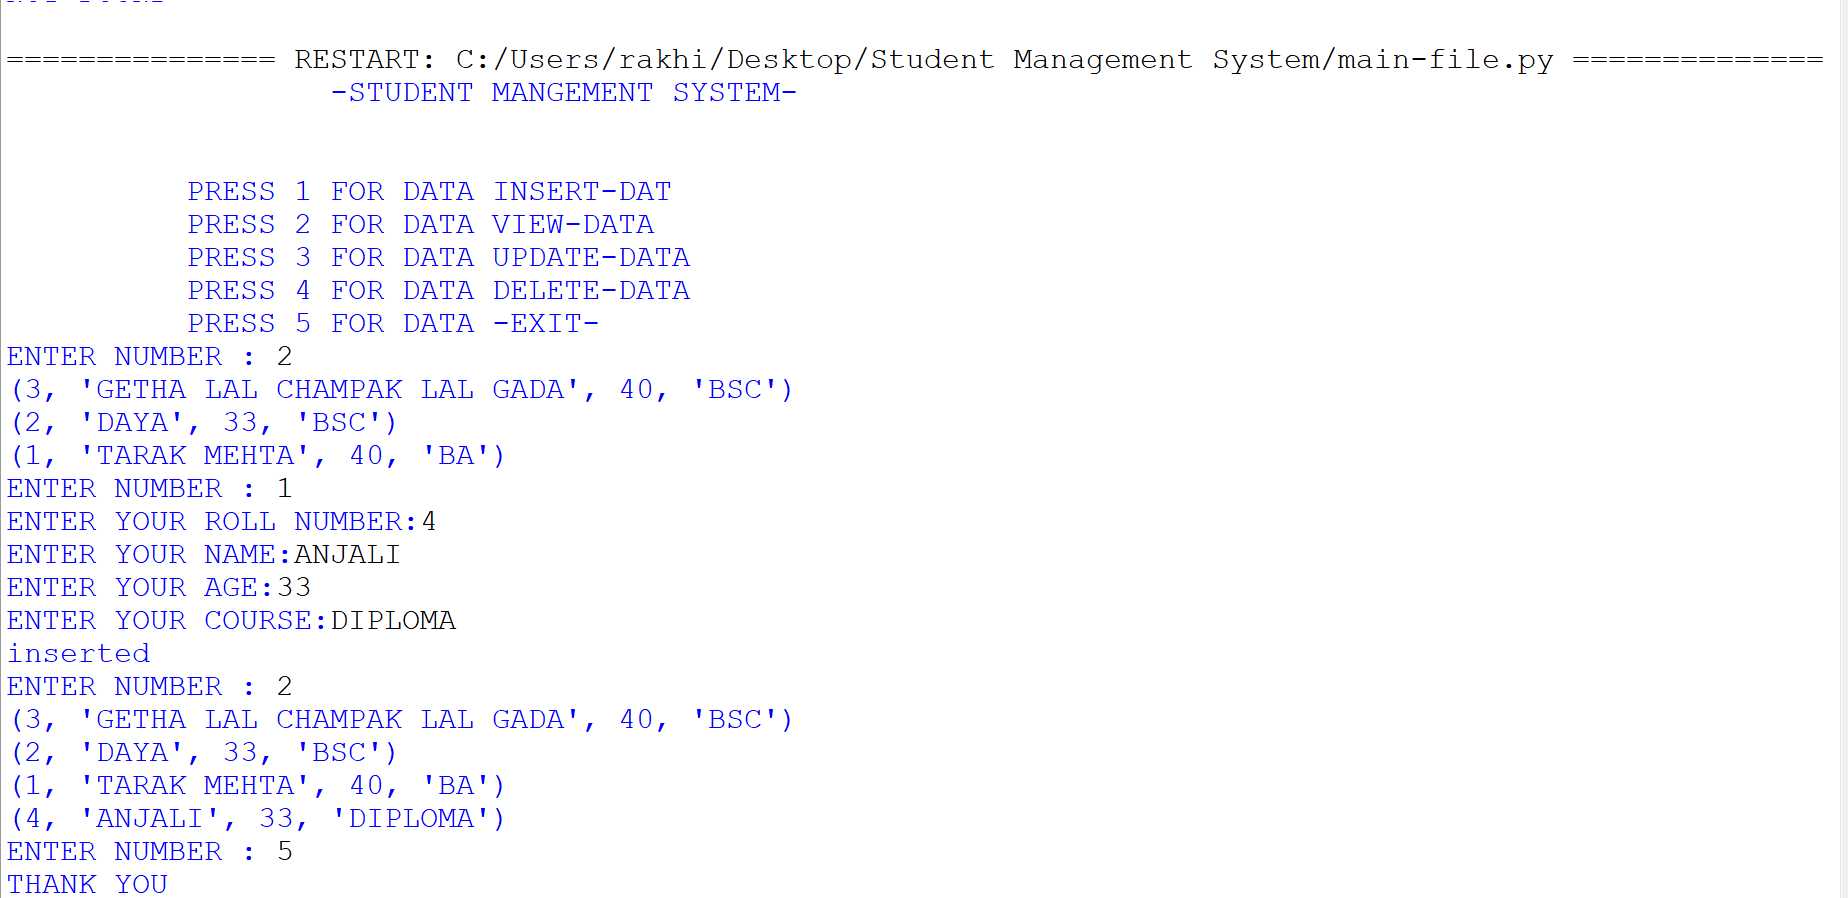 =============== RESTART: C:/Users/rakhi/Desktop/Student Management System/main-file.py ==============
-STUDENT MANGEMENT SYSTEM-
PRESS 1 FOR DATA INSERT-DAT
PRESS 2 FOR DATA VIEW-DATA
PRESS 3 FOR DATA UPDATE-DATA
PRESS 4 FOR DATA DELETE-DATA
PRESS 5 FOR DATA -EXIT-
ENTER NUMBER : 2
(3, 'GETHA LAL CHAMPAK LAL GADA', 40, 'BSC')
(2, 'DAYA', 33, 'BSC')
(1, 'TARAK MEHTA', 40, 'BA')
ENTER NUMBER : 1
ENTER YOUR ROLL NUMBER:4
ENTER YOUR NAME:ANJALI
ENTER YOUR AGE:33
ENTER YOUR COURSE:DIPLOMA
inserted
ENTER NUMBER : 2
(3, 'GETHA LAL CHAMPAK LAL GADA', 40, 'BSC')
(2, 'DAYA', 33, 'BSC')
(1, 'TARAK MEHTA', 40, 'BA')
(4, 'ANJALI', 33, 'DIPLOMA')
ENTER NUMBER : 5
THANK YOU